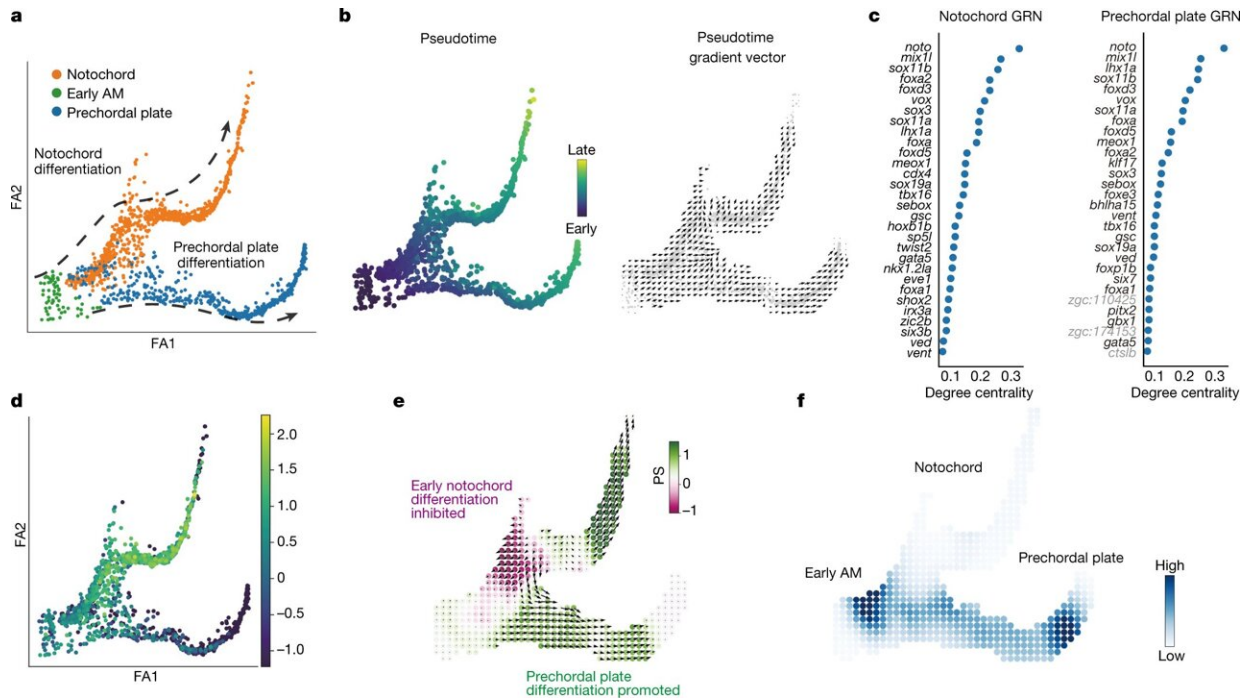 a
Notochord
Early AM
Prechordal plate
Notochord
differentiation
Prechordal plate
differentiation
FA2
FA1
b
Pseudotime
Late
Early
Pseudotime
gradient vector
c
Notochord GRN
noto
mix1l
sox11b
foxa2
foxd3
vox
sox3
sox11a
lhx1a
foxa
foxd5
meox1
cdx4
sox19a
tbx16
sebox
gsc
hoxb1b
sp5l
twist2
gata5
nkx1.2la
eve1
foxa1
shox2
irx3a
zic2b
six3b
ved
vent
0.1 0.2 0.3
Degree centrality
Prechordal plate GRN
noto
mix1l
lhx1a
sox11b
foxd3
vox
sox11a
foxa
foxd5
meox1
foxa2
klf17
sox3
sebox
foxe3
bhlha15
vent
tbx16
gsc
sox19a
ved
foxp1b
six7
foxa1
zgc:110425
pitx2
gbx1
zgc:174153
gata5
ctslb
0.1 0.2 0.3
Degree centrality
d
FA2
FA1
2.0
1.5
1.0
0.5
0
−0.5
−1.0
e
Early notochord
differentiation
inhibited
PS
1
0
−1
Prechordal plate
differentiation promoted
f
Notochord
Early AM
Prechordal plate
High
Low